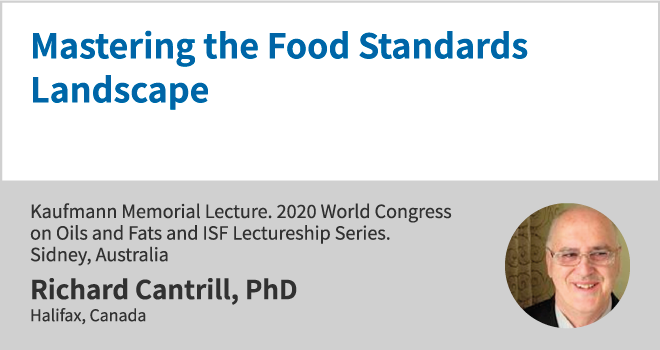 Mastering the Food Standards
Landscape
Kaufmann Memorial Lecture. 2020 World Congress
on Oils and Fats and ISF Lectureship Series.
Sidney, Australia
Richard Cantrill, PhD
Halifax, Canada